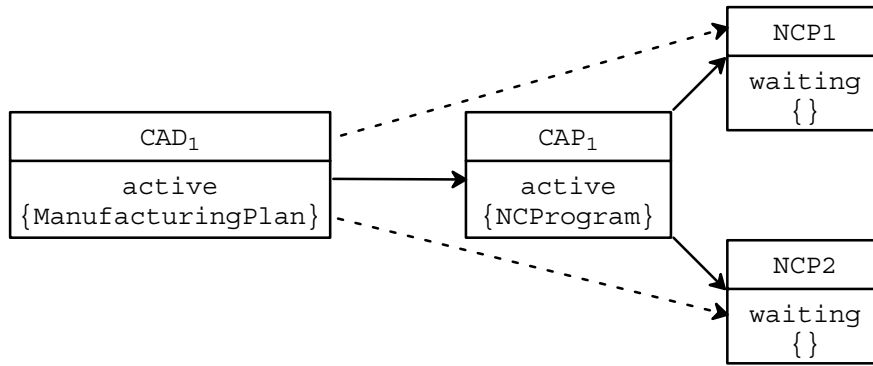 NCP1
waiting
{}
CAD₁
active
{ManufacturingPlan}
CAP₁
active
{NCProgram}
NCP2
waiting
{}